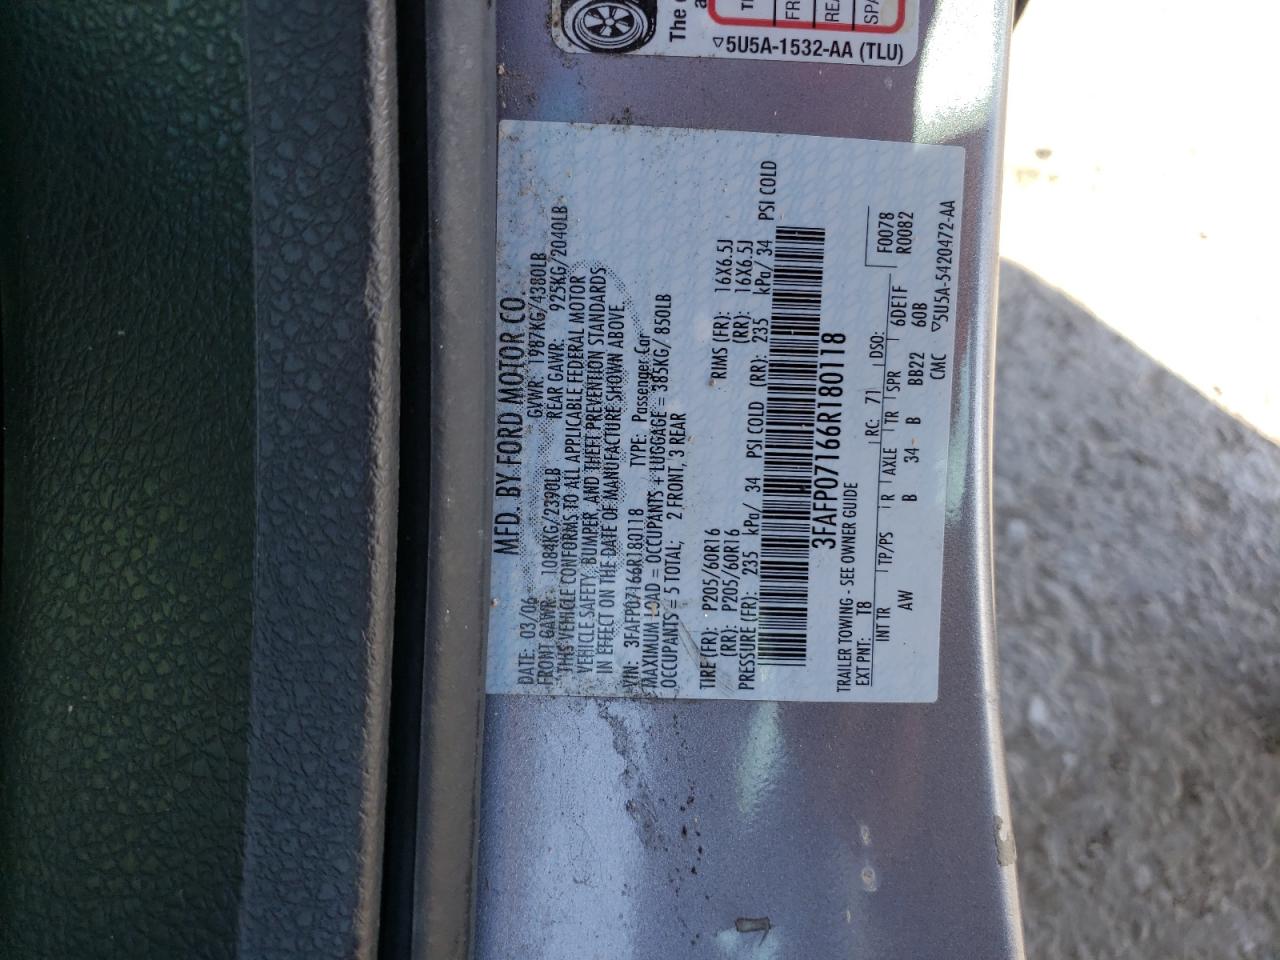 The
TI
FR
REA
SPA
▽5U5A-1532-AA (TLU)
MFD. BY FORD MOTOR CO.
DATE: 03/06 GVWR: 1987KG/4380LB
FRONT GAWR: 1084KG/2390LB REAR GAWR: 925KG/2040LB
THIS VEHICLE CONFORMS TO ALL APPLICABLE FEDERAL MOTOR
VEHICLE SAFETY, BUMPER, AND THEFT PREVENTION STANDARDS
IN EFFECT ON THE DATE OF MANUFACTURE SHOWN ABOVE.
VIN: 3FAFP07166R180118 TYPE: Passenger Car
MAXIMUM LOAD = OCCUPANTS + LUGGAGE = 385KG/850LB
OCCUPANTS = 5 TOTAL; 2 FRONT, 3 REAR
TIRE (FR): P205/60R16 RIMS (FR): 16X6.5J
(RR): P205/60R16 (RR): 16X6.5J
PRESSURE (FR): 235 kPa/ 34 PSI COLD (RR): 235 kPa/ 34 PSI COLD
3FAFP07166R180118
TRAILER TOWING - SEE OWNER GUIDE
EXT PNT: T8 RC: 71 DSO: F0078
INT TR TP/PS R AXLE TR SPR 6DE1F R0082
AW B 34 B BB22 60B
CMC ▽5U5A-5420472-AA